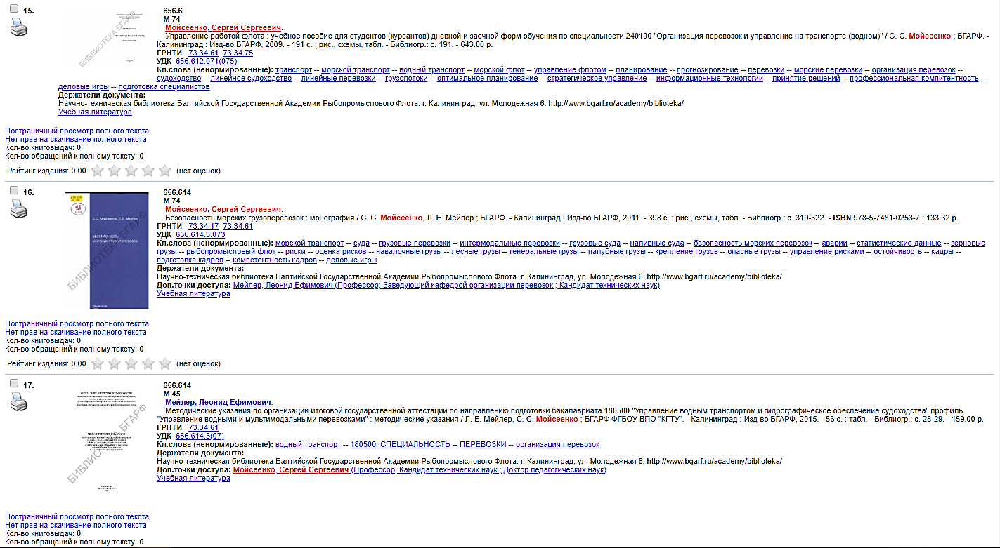 15.
656.6
М 74
Мойсеенко, Сергей Сергеевич.
Управление работой флота : учебное пособие для студентов (курсантов) дневной и заочной форм обучения по специальности 240100 "Организация перевозок и управление на транспорте (водном)" / С. С. Мойсеенко ; БГАРФ. -
Калининград : Изд-во БГАРФ, 2009. - 191 с. : рис., схемы, табл. - Библиогр.: с. 191. - 643.00 р.
ГРНТИ 73.34.61 73.34.75
УДК 656.612.071(075)
Кл.слова (ненормированные): транспорт -- морской транспорт -- водный транспорт -- морской флот -- управление флотом -- планирование -- прогнозирование -- перевозки -- морские перевозки -- организация перевозок --
судоходство -- линейное судоходство -- линейные перевозки -- грузопотоки -- оптимальное планирование -- стратегическое управление -- информационные технологии -- принятие решений -- профессиональная компетентность --
деловые игры -- подготовка специалистов
Держатели документа:
Научно-техническая библиотека Балтийской Государственной Академии Рыбопромыслового Флота. г. Калининград, ул. Молодежная 6. http://www.bgarf.ru/academy/biblioteka/
Учебная литература
БИБЛИОТЕКА БГАРФ
Постраничный просмотр полного текста
Нет прав на скачивание полного текста
Кол-во книговыдач: 0
Кол-во обращений к полному тексту: 0
Рейтинг издания: 0.00 (нет оценок)
16.
656.614
М 74
Мойсеенко, Сергей Сергеевич.
Безопасность морских грузоперевозок : монография / С. С. Мойсеенко, Л. Е. Мейлер ; БГАРФ. - Калининград : Изд-во БГАРФ, 2011. - 398 с. : рис., схемы, табл. - Библиогр.: с. 319-322. - ISBN 978-5-7481-0253-7 : 133.32 р.
ГРНТИ 73.34.17 73.34.61
УДК 656.614.3.073
Кл.слова (ненормированные): морской транспорт -- суда -- грузовые перевозки -- интермодальные перевозки -- грузовые суда -- наливные суда -- безопасность морских перевозок -- аварии -- статистические данные -- зерновые
грузы -- рыбопромысловый флот -- риски -- оценка рисков -- навалочные грузы -- лесные грузы -- генеральные грузы -- палубные грузы -- крепление грузов -- опасные грузы -- управление рисками -- остойчивость -- кадры --
подготовка кадров -- компетентность кадров -- деловые игры
Держатели документа:
Научно-техническая библиотека Балтийской Государственной Академии Рыбопромыслового Флота. г. Калининград, ул. Молодежная 6. http://www.bgarf.ru/academy/biblioteka/
Доп.точки доступа: Мейлер, Леонид Ефимович (Профессор; Заведующий кафедрой организации перевозок ; Кандидат технических наук)
Учебная литература
С.С. Мойсеенко, Л.Е. Мейлер
БЕЗОПАСНОСТЬ
МОРСКИХ ГРУЗОПЕРЕВОЗОК
БИБЛИОТЕКА БГАРФ
Постраничный просмотр полного текста
Нет прав на скачивание полного текста
Кол-во книговыдач: 0
Кол-во обращений к полному тексту: 0
Рейтинг издания: 0.00 (нет оценок)
17.
656.614
М 45
Мейлер, Леонид Ефимович.
Методические указания по организации итоговой государственной аттестации по направлению подготовки бакалавриата 180500 "Управление водным транспортом и гидрографическое обеспечение судоходства" профиль
"Управление водными и мультимодальными перевозками" : методические указания / Л. Е. Мейлер, С. С. Мойсеенко ; БГАРФ ФГБОУ ВПО "КГТУ". - Калининград : Изд-во БГАРФ, 2015. - 56 с. : табл. - Библиогр.: с. 28-29. - 159.00 р.
ГРНТИ 73.34.61
УДК 656.614.3(07)
Кл.слова (ненормированные): водный транспорт -- 180500, СПЕЦИАЛЬНОСТЬ -- ПЕРЕВОЗКИ -- организация перевозок
Держатели документа:
Научно-техническая библиотека Балтийской Государственной Академии Рыбопромыслового Флота. г. Калининград, ул. Молодежная 6. http://www.bgarf.ru/academy/biblioteka/
Доп.точки доступа: Мойсеенко, Сергей Сергеевич (Профессор; Кандидат технических наук ; Доктор педагогических наук)
Учебная литература
БИБЛИОТЕКА БГАРФ
Постраничный просмотр полного текста
Нет прав на скачивание полного текста
Кол-во книговыдач: 0
Кол-во обращений к полному тексту: 0